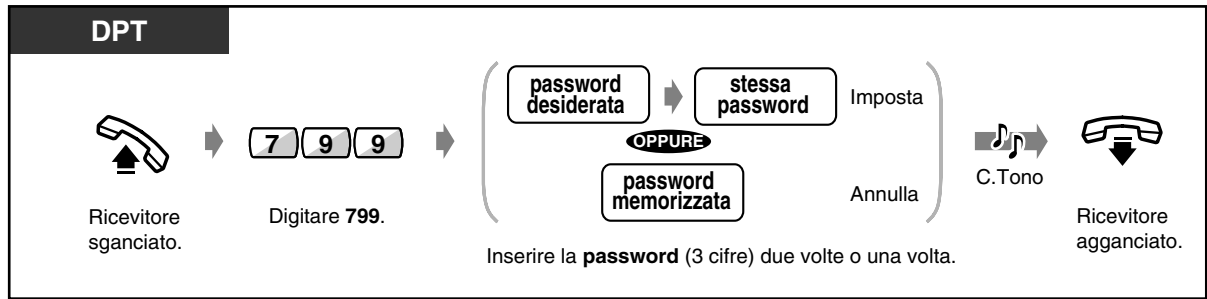 DPT
password
desiderata
stessa
password
Imposta
7 9 9
OPPURE
C.Tono
password
memorizzata
Annulla
Ricevitore
sganciato.
Digitare 799.
Ricevitore
agganciato.
Inserire la password (3 cifre) due volte o una volta.